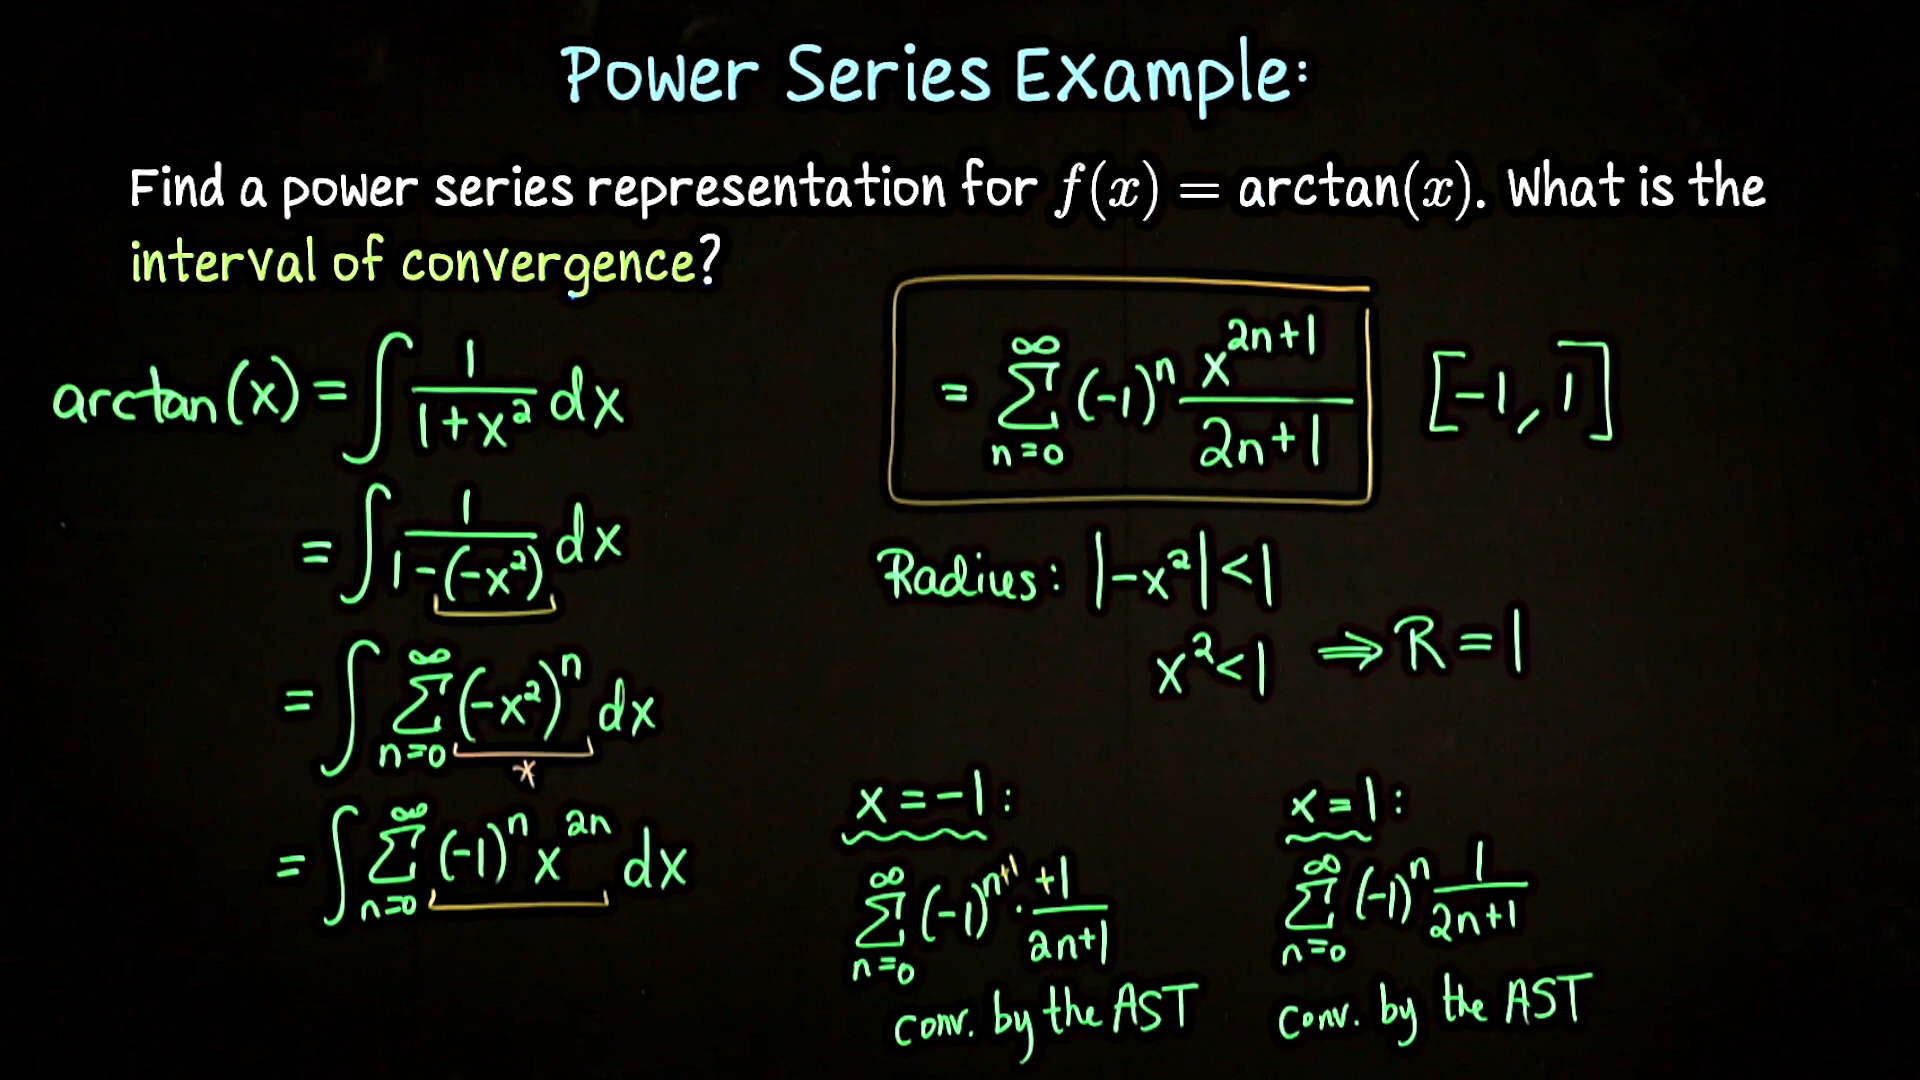 Power Series Example:
Find a power series representation for f(x) = arctan(x). What is the
interval of convergence?
arctan(x) = ∫ 1/(1+x²) dx
= ∫ 1/(1-(-x²)) dx
= ∫ ∑_{n=0}^{∞} (-x²)ⁿ dx
*
= ∫ ∑_{n=0}^{∞} (-1)ⁿ x^{2n} dx
= ∑_{n=0}^{∞} (-1)ⁿ x^{2n+1}/(2n+1) [-1, 1]
Radius: |-x²| < 1
x² < 1 ⇒ R = 1
x = -1:
∑_{n=0}^{∞} (-1)^{n+1} · +1/(2n+1)
conv. by the AST
x = 1:
∑_{n=0}^{∞} (-1)ⁿ 1/(2n+1)
conv. by the AST